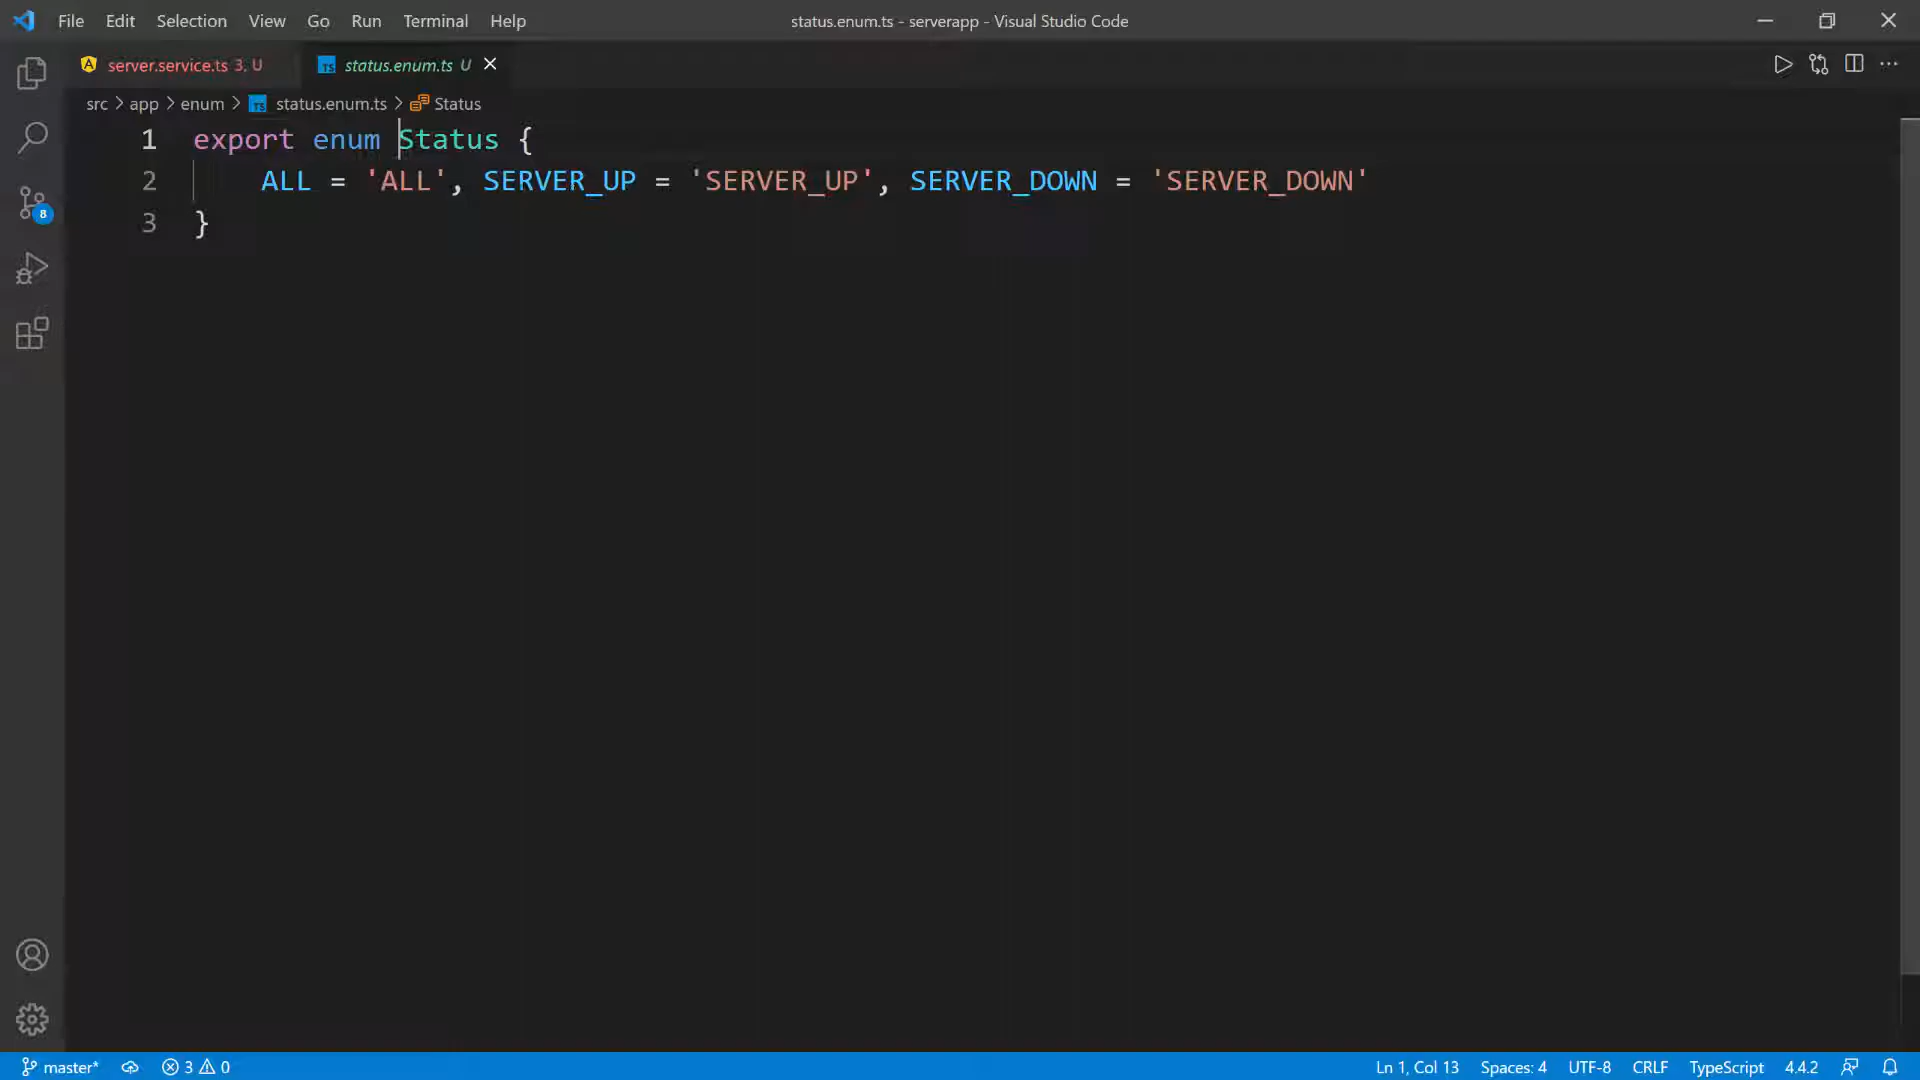 File Edit Selection View Go Run Terminal Help status.enum.ts - serverapp - Visual Studio Code
server.service.ts 3, U TS status.enum.ts U
src > app > enum > TS status.enum.ts > Status
1 export enum Status {
2 ALL = 'ALL', SERVER_UP = 'SERVER_UP', SERVER_DOWN = 'SERVER_DOWN'
3 }
8
master* 3 0 Ln 1, Col 13 Spaces: 4 UTF-8 CRLF TypeScript 4.4.2